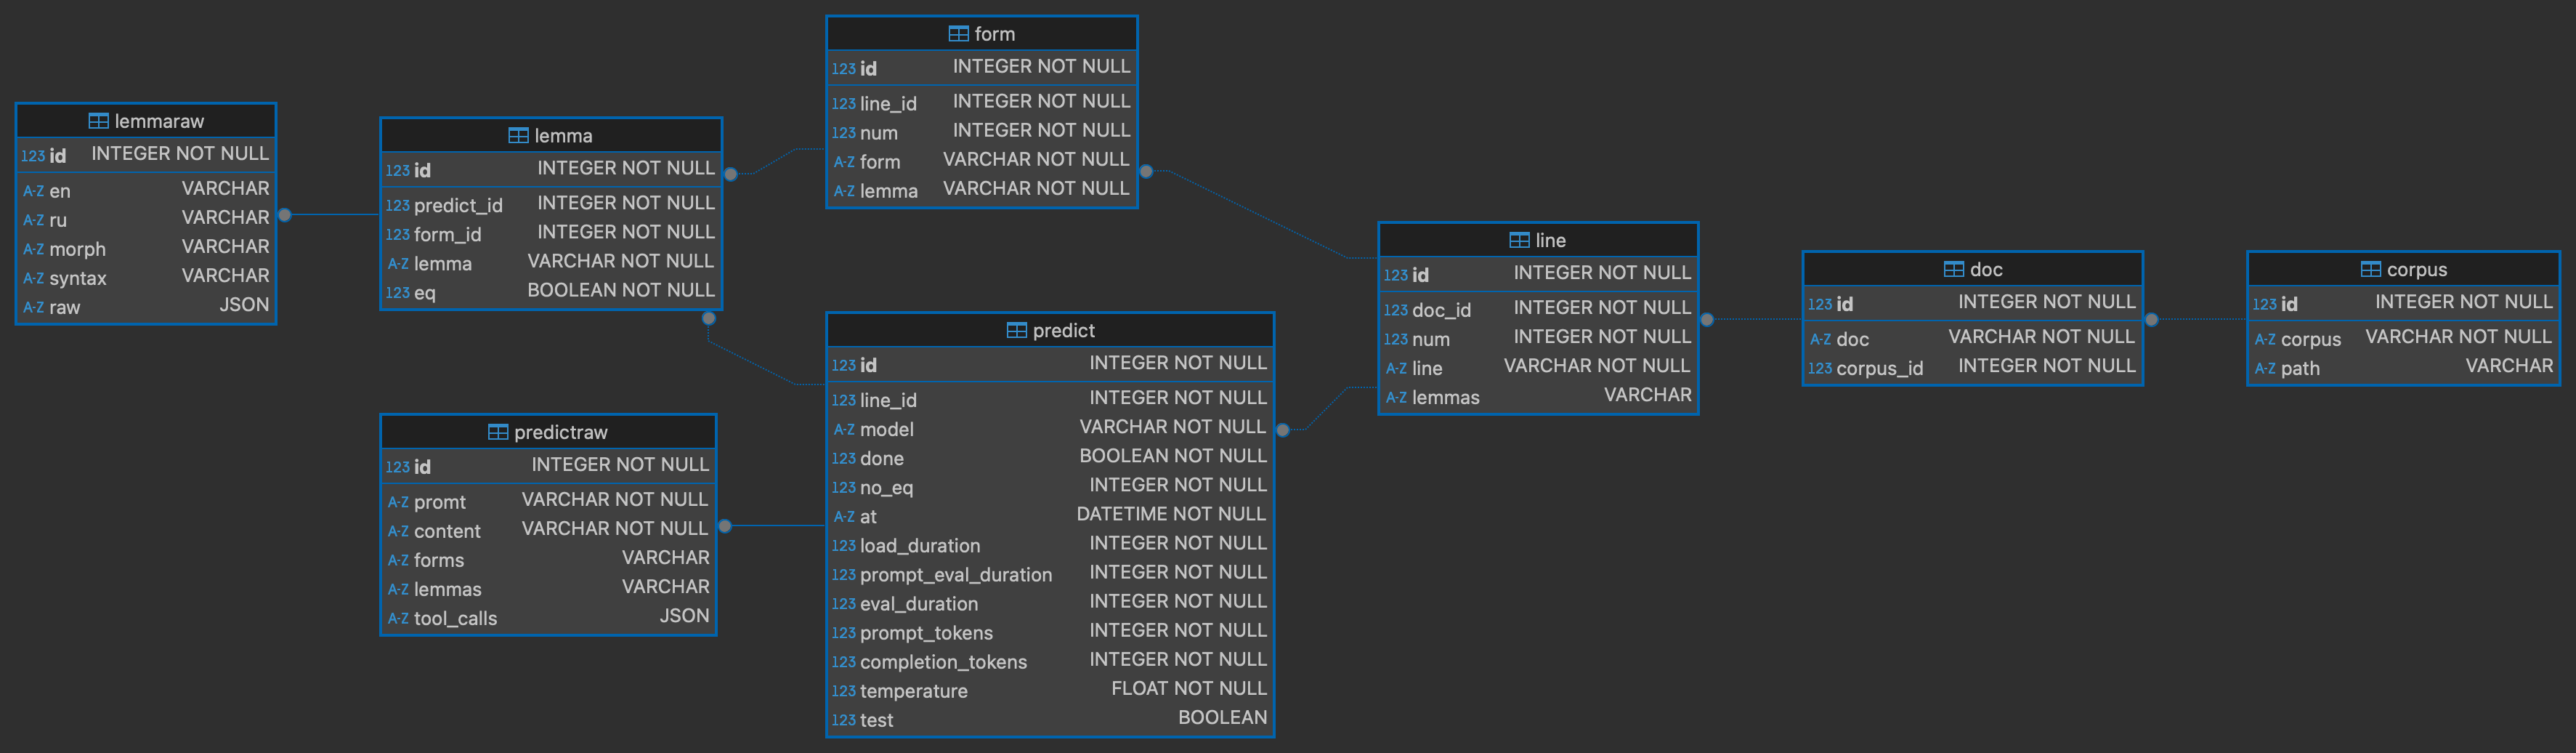 lemmaraw
123 id INTEGER NOT NULL
A-Z en VARCHAR
A-Z ru VARCHAR
A-Z morph VARCHAR
A-Z syntax VARCHAR
A-Z raw JSON
lemma
123 id INTEGER NOT NULL
123 predict_id INTEGER NOT NULL
123 form_id INTEGER NOT NULL
A-Z lemma VARCHAR NOT NULL
123 eq BOOLEAN NOT NULL
predictraw
123 id INTEGER NOT NULL
A-Z promt VARCHAR NOT NULL
A-Z content VARCHAR NOT NULL
A-Z forms VARCHAR
A-Z lemmas VARCHAR
A-Z tool_calls JSON
form
123 id INTEGER NOT NULL
123 line_id INTEGER NOT NULL
123 num INTEGER NOT NULL
A-Z form VARCHAR NOT NULL
A-Z lemma VARCHAR NOT NULL
predict
123 id INTEGER NOT NULL
123 line_id INTEGER NOT NULL
A-Z model VARCHAR NOT NULL
123 done BOOLEAN NOT NULL
123 no_eq INTEGER NOT NULL
A-Z at DATETIME NOT NULL
123 load_duration INTEGER NOT NULL
123 prompt_eval_duration INTEGER NOT NULL
123 eval_duration INTEGER NOT NULL
123 prompt_tokens INTEGER NOT NULL
123 completion_tokens INTEGER NOT NULL
123 temperature FLOAT NOT NULL
123 test BOOLEAN
line
123 id INTEGER NOT NULL
123 doc_id INTEGER NOT NULL
123 num INTEGER NOT NULL
A-Z line VARCHAR NOT NULL
A-Z lemmas VARCHAR
doc
123 id INTEGER NOT NULL
A-Z doc VARCHAR NOT NULL
123 corpus_id INTEGER NOT NULL
corpus
123 id INTEGER NOT NULL
A-Z corpus VARCHAR NOT NULL
A-Z path VARCHAR